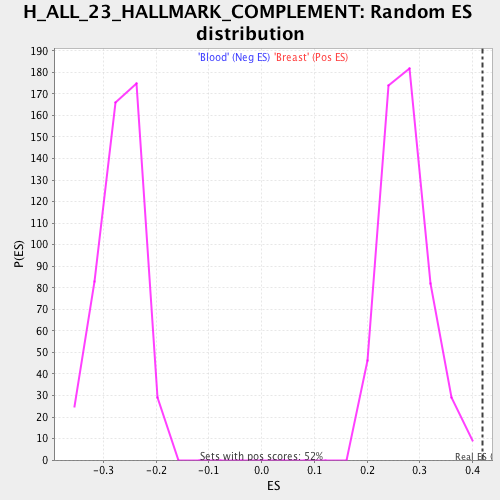 H_ALL_23_HALLMARK_COMPLEMENT: Random ES
distribution
'Blood' (Neg ES) 'Breast' (Pos ES)
P(ES)
190
180
170
160
150
140
130
120
110
100
90
80
70
60
50
40
30
20
10
0
Sets with pos scores: 52%
Real ES (
-0.3 -0.2 -0.1 0.0 0.1 0.2 0.3 0.4
ES